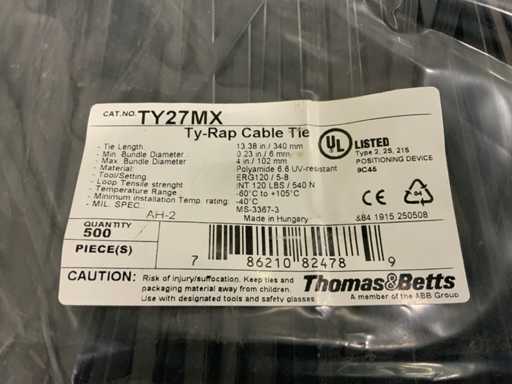 CAT.NO. TY27MX
Ty-Rap Cable Tie
- Tie Length: 13.38 in / 340 mm
- Min. Bundle Diameter : 0.23 in / 6 mm
- Max. Bundle Diameter : 4 in / 102 mm
- Material: Polyamide 6.6 UV-resistant
- Tool/Setting ERG120 / 5-8
- Loop Tensile strenght INT 120 LBS / 540 N
- Temperature Range -60°C to +105°C
- Minimum installation Temp. rating: -40°C
- MIL. SPEC. MS-3367-3
AH-2 Made in Hungary
UL LISTED
Type 2, 2S, 21S
POSITIONING DEVICE
9C45
CE
684 1915 250508
QUANTITY
500
PIECE(S)
7 86210 82478 9
CAUTION: Risk of injury/suffocation. Keep ties and
packaging material away from children.
Use with designated tools and safety glasses
Thomas&Betts
A member of the ABB Group